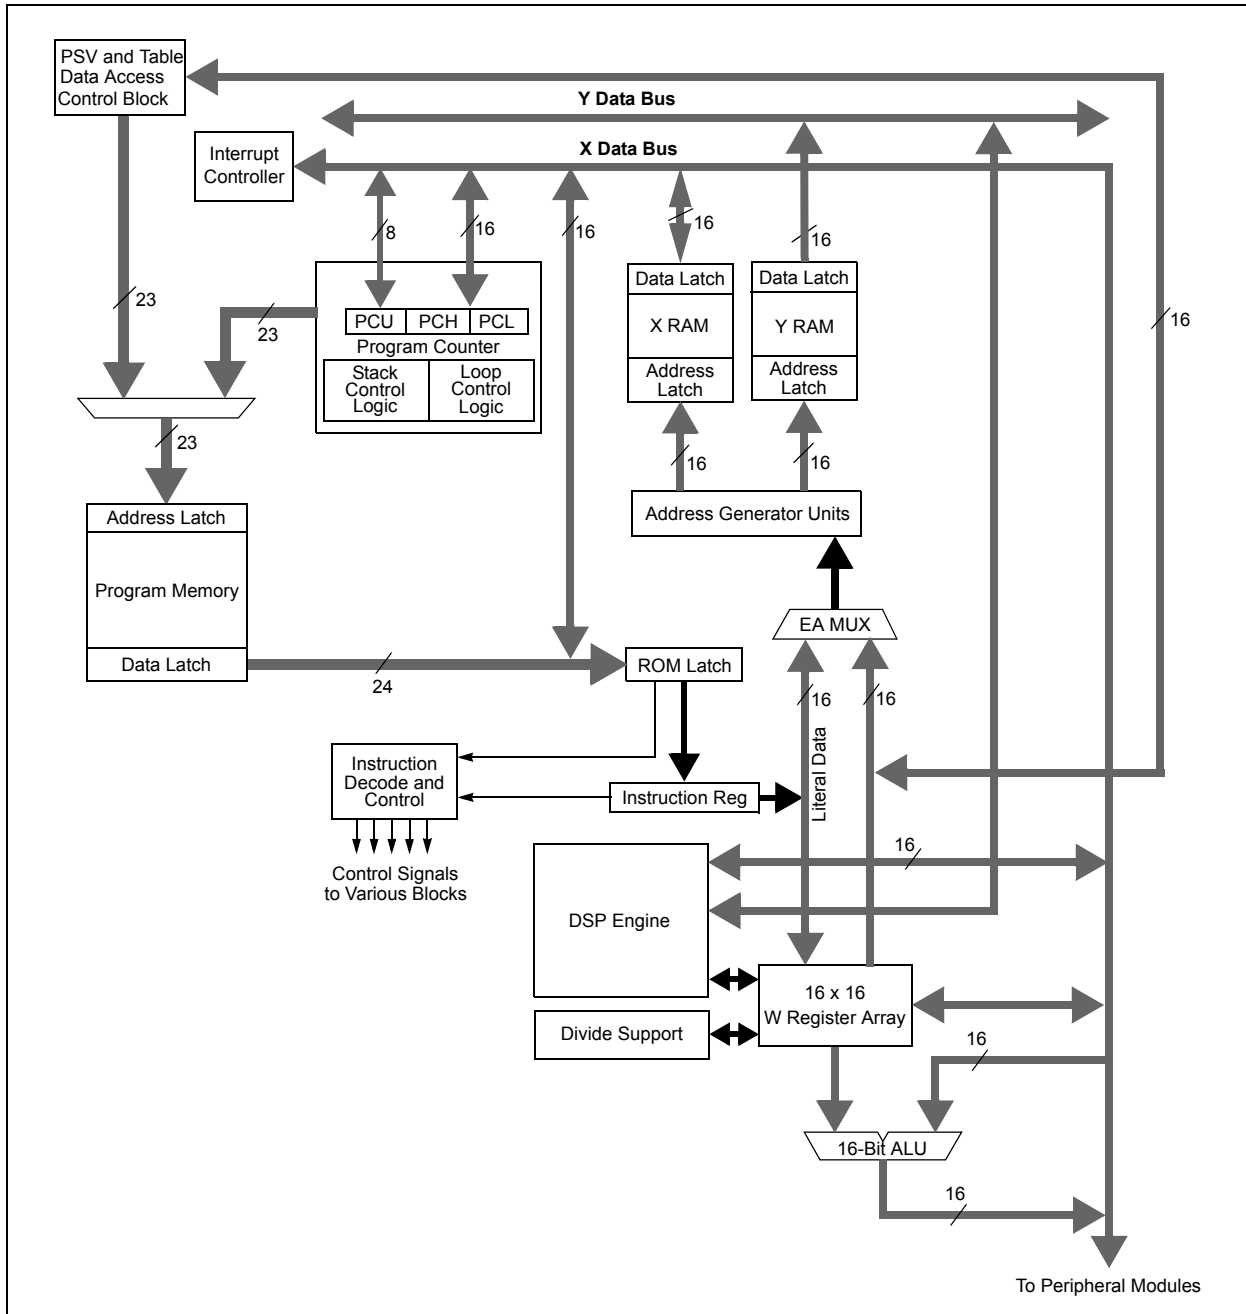 PSV and Table
Data Access
Control Block
Y Data Bus
Interrupt
Controller
X Data Bus
8
16
16
16
16
Data Latch
X RAM
Address
Latch
Data Latch
Y RAM
Address
Latch
23
23
16
PCU
PCH
PCL
Program Counter
Stack
Control
Logic
Loop
Control
Logic
23
16
16
Address Latch
Program Memory
Data Latch
Address Generator Units
EA MUX
24
ROM Latch
16
16
Literal Data
Instruction
Decode and
Control
Instruction Reg
Control Signals
to Various Blocks
16
DSP Engine
16 x 16
W Register Array
Divide Support
16
16-Bit ALU
16
To Peripheral Modules